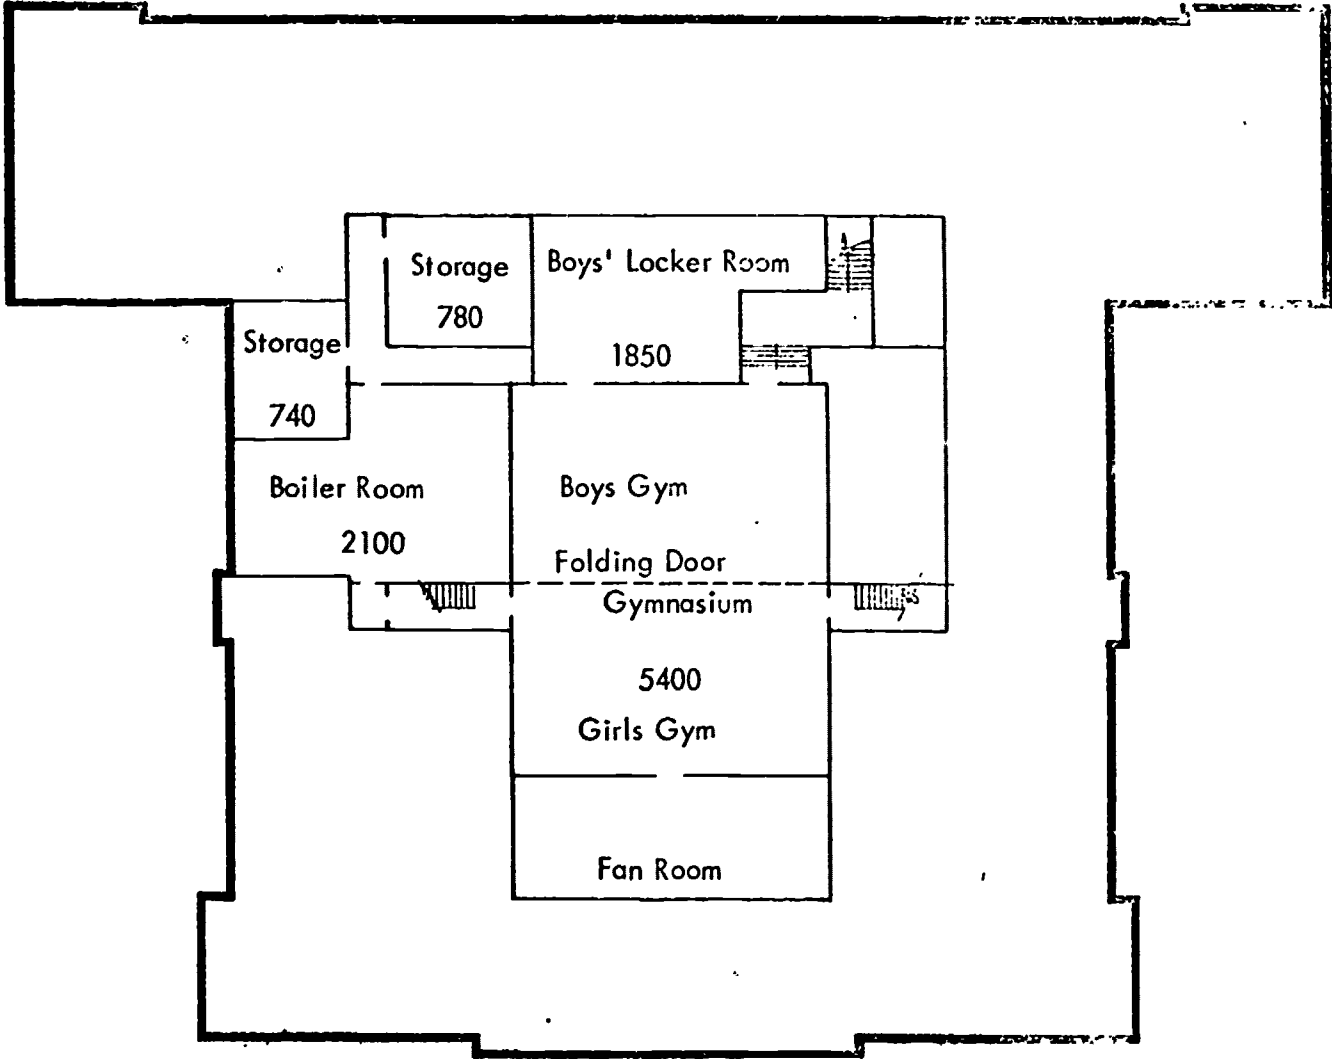 Storage
780
Boys' Locker Room
1850
Storage
740
Boiler Room
2100
Boys Gym
Folding Door
Gymnasium
5400
Girls Gym
Fan Room